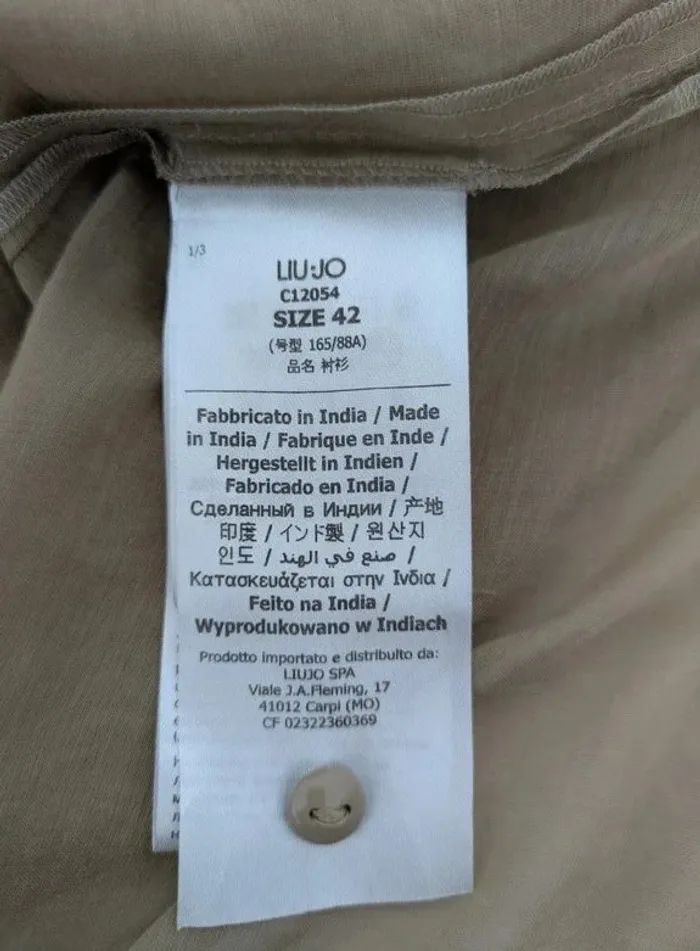 1/3
LIU·JO
C12054
SIZE 42
(号型 165/88A)
品名 衬衫
Fabbricato in India / Made
in India / Fabrique en Inde /
Hergestellt in Indien /
Fabricado en India /
Сделанный в Индии / 产地
印度 / インド製 / 원산지
인도 / صنع في الهند /
Κατασκευάζεται στην Ινδία /
Feito na India /
Wyprodukowano w Indiach
Prodotto importato e distribuito da:
LIUJO SPA
Viale J.A.Fleming, 17
41012 Carpi (MO)
CF 02322360369